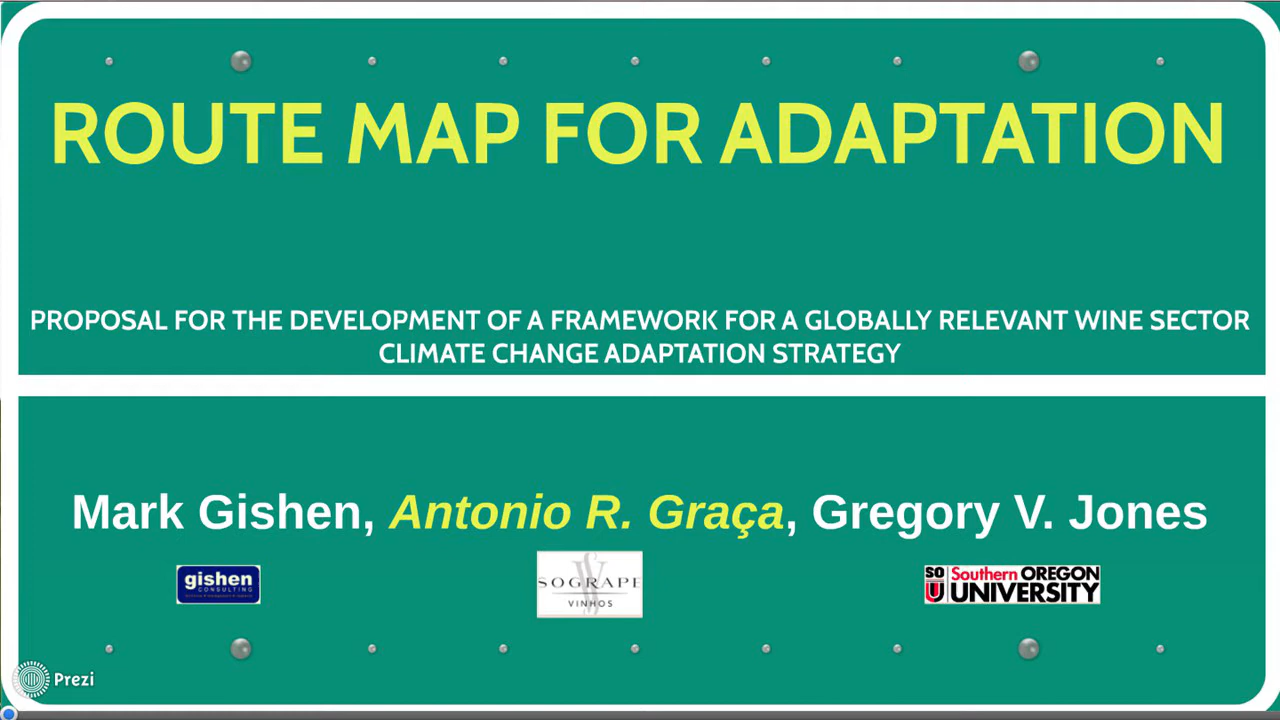 ROUTE MAP FOR ADAPTATION
PROPOSAL FOR THE DEVELOPMENT OF A FRAMEWORK FOR A GLOBALLY RELEVANT WINE SECTOR
CLIMATE CHANGE ADAPTATION STRATEGY
Mark Gishen, Antonio R. Graça, Gregory V. Jones
gishen
CONSULTING
SOGRAPE
VINHOS
SO
U
Southern OREGON
UNIVERSITY
Prezi